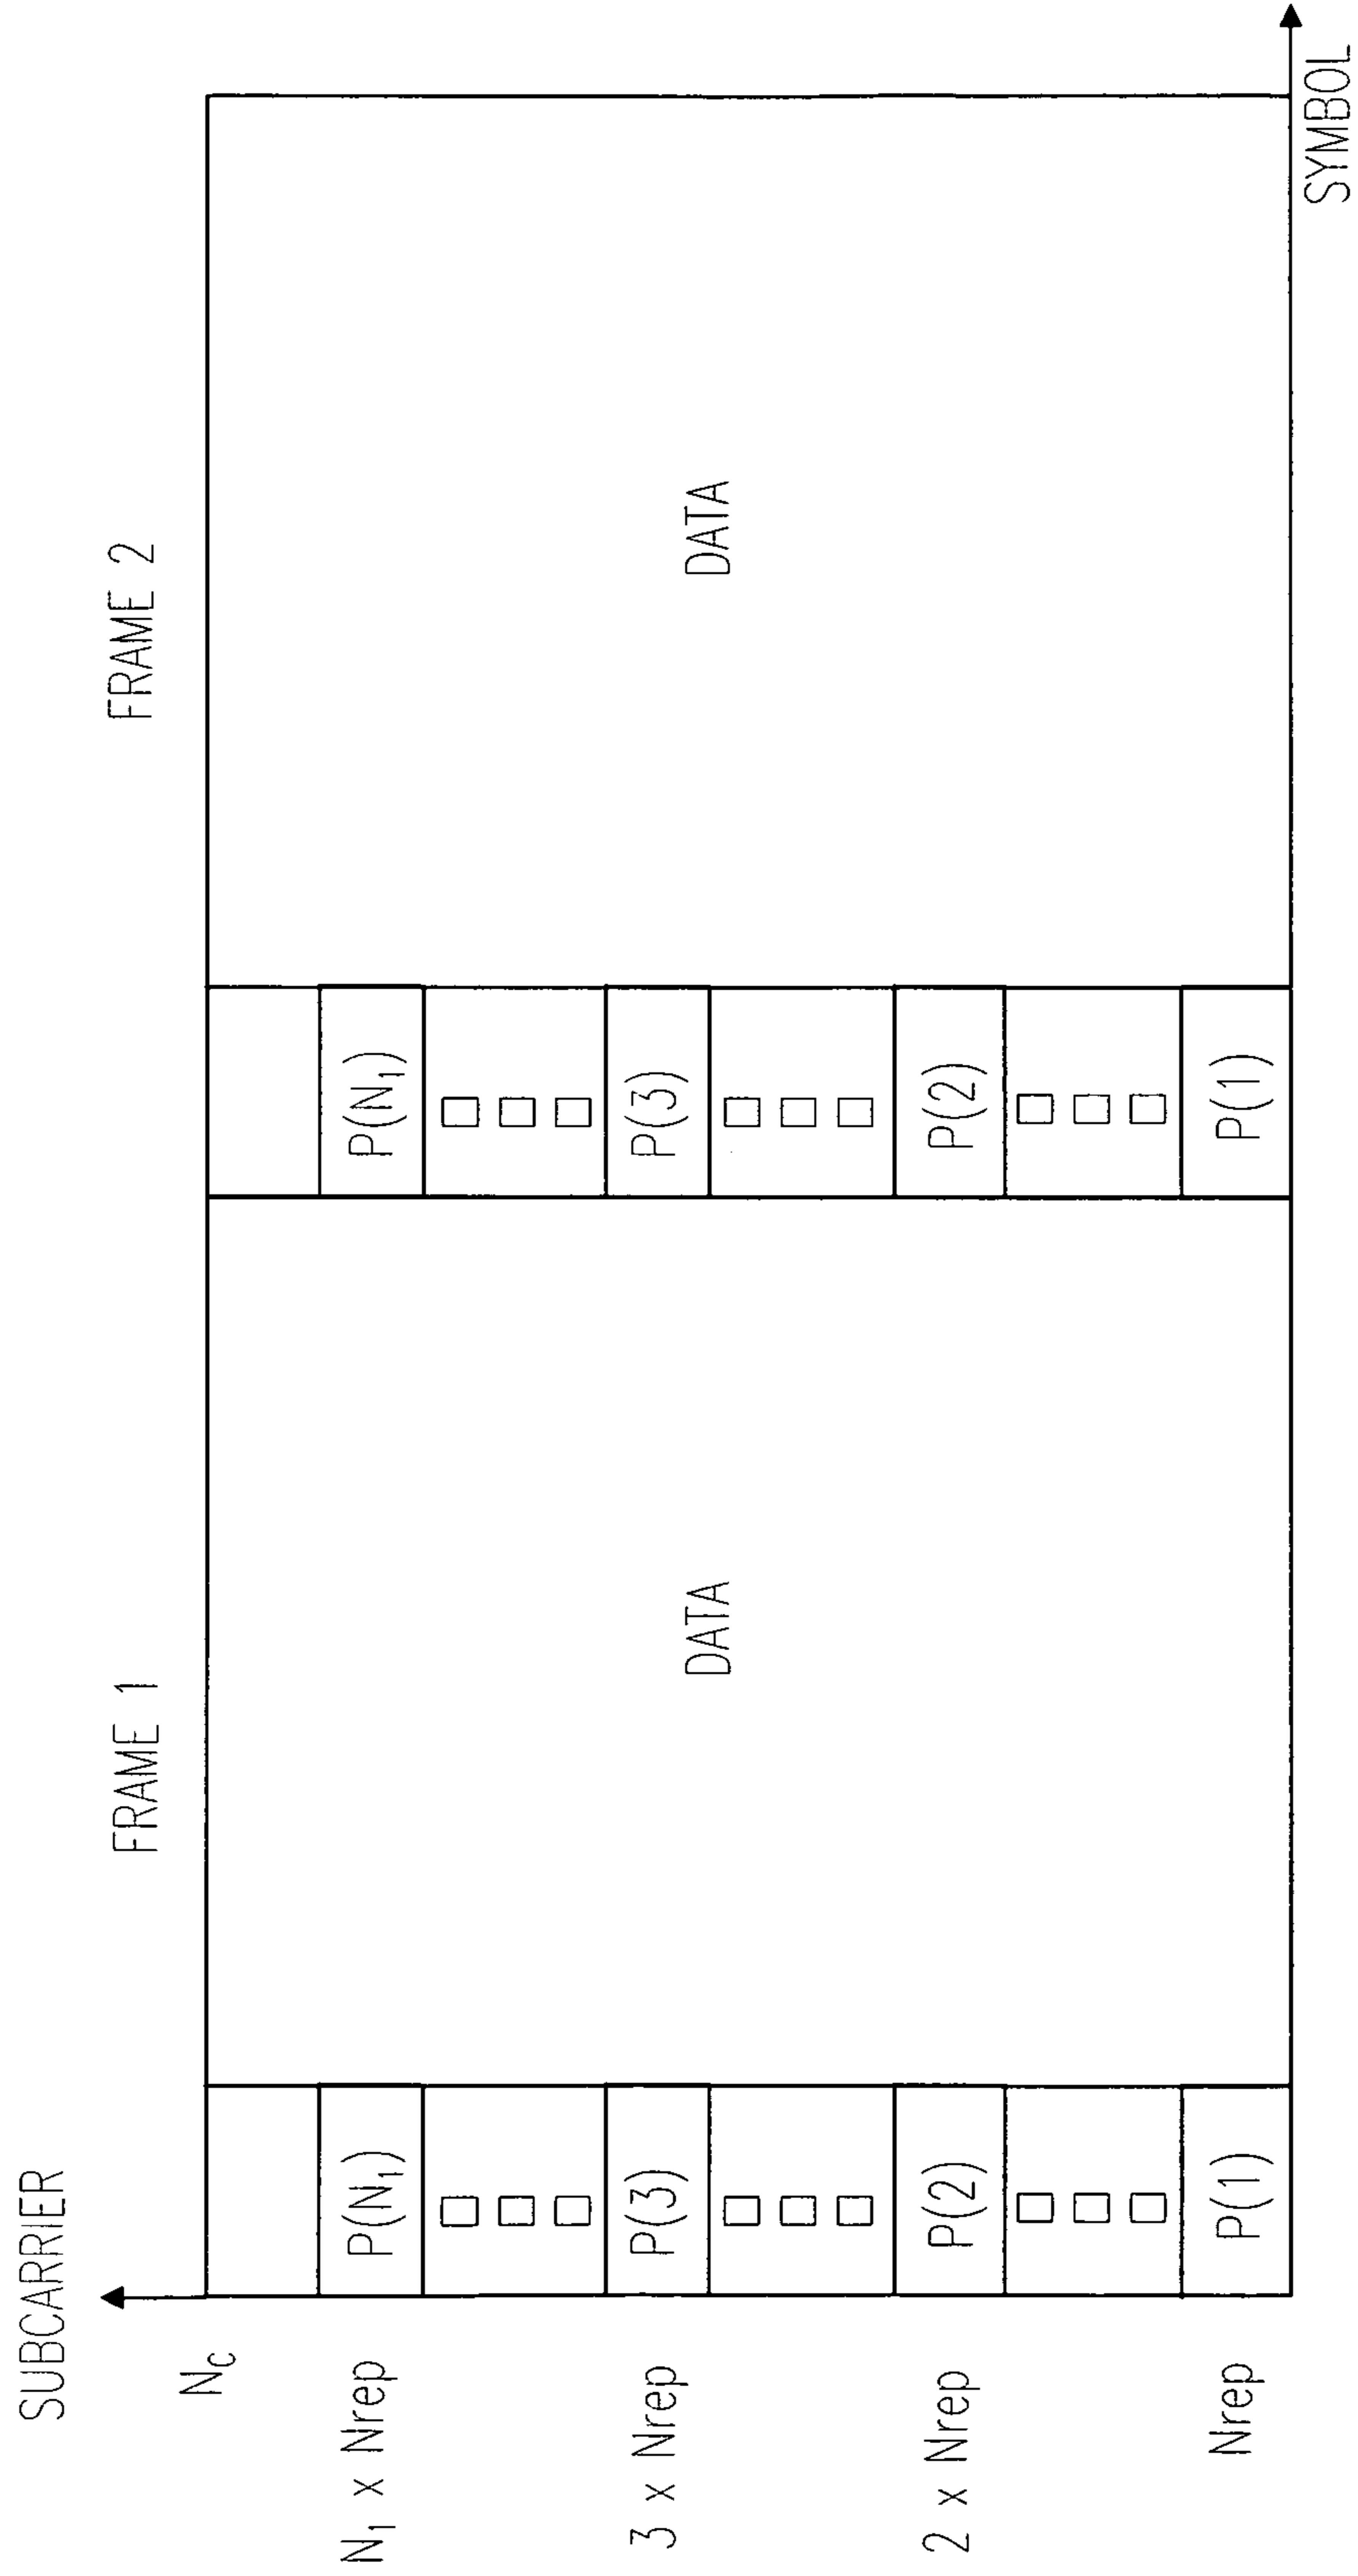 SUBCARRIER
FRAME 1
FRAME 2
N_C
N_1 x Nrep
P(N_1)
P(N_1)
3 x Nrep
P(3)
DATA
P(3)
DATA
2 x Nrep
P(2)
P(2)
Nrep
P(1)
P(1)
SYMBOL